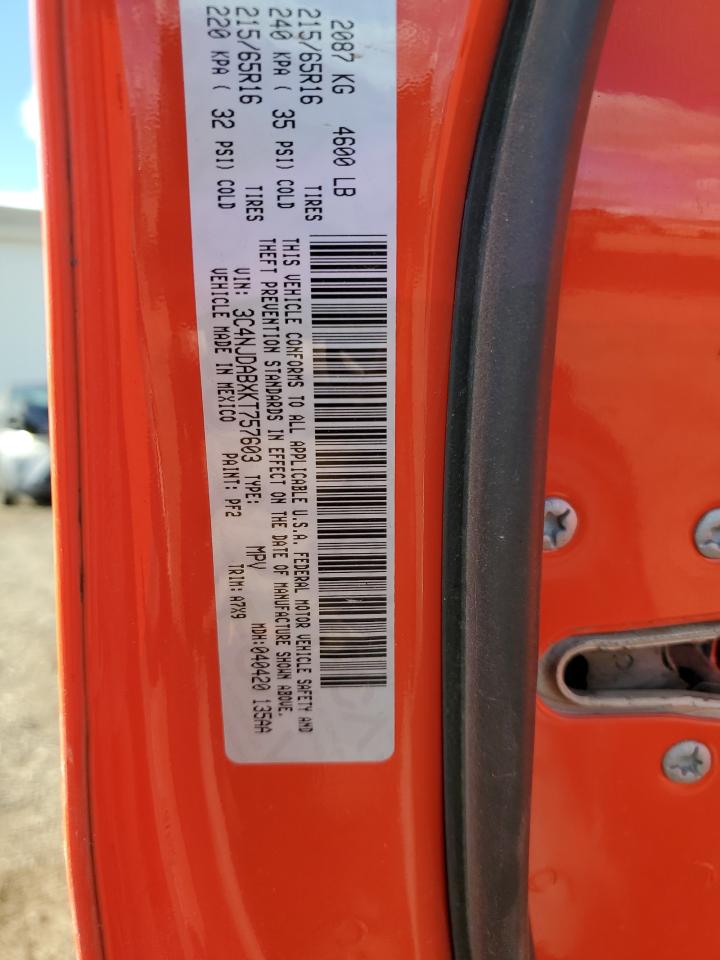 2087 KG 4600 LB
215/65R16 TIRES
240 KPA ( 35 PSI) COLD
215/65R16 TIRES
220 KPA ( 32 PSI) COLD
THIS VEHICLE CONFORMS TO ALL APPLICABLE U.S.A. FEDERAL MOTOR VEHICLE SAFETY AND
THEFT PREVENTION STANDARDS IN EFFECT ON THE DATE OF MANUFACTURE SHOWN ABOVE.
VIN: 3C4NJDABXKT757603 TYPE: MPV MDH:040420 135AA
VEHICLE MADE IN MEXICO PAINT: PF2 TRIM: A7X9